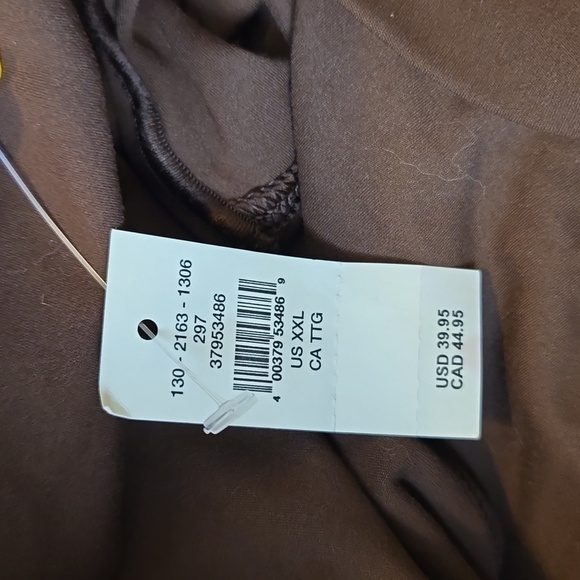 130 - 2163 - 1306
297
37953486
4 00379 53486 9
US XXL
CA TTG
USD 39.95
CAD 44.95